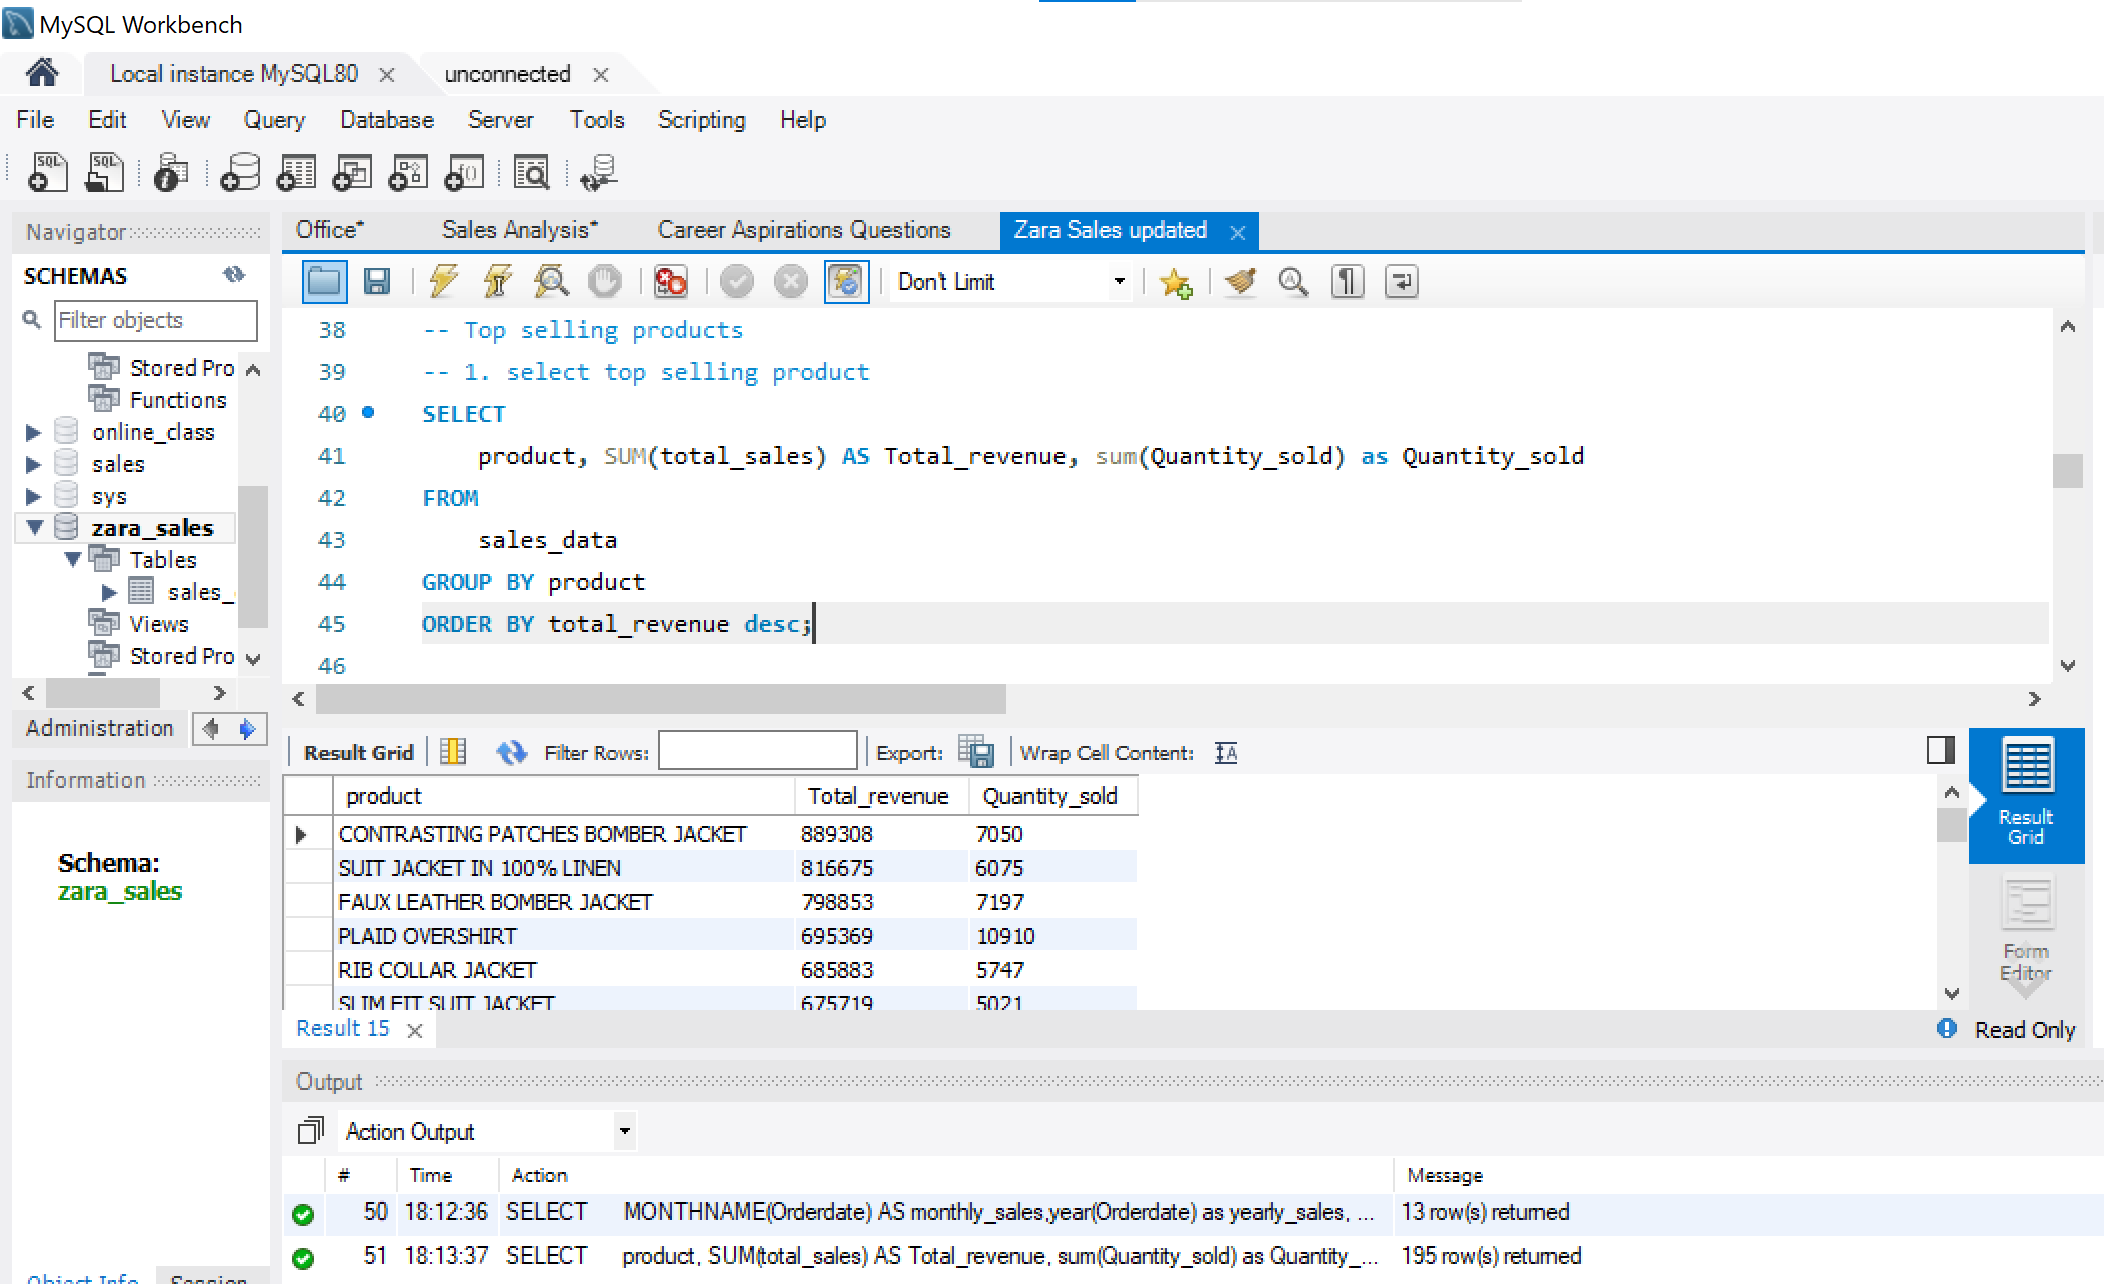 MySQL Workbench
Local instance MySQL80
unconnected
File Edit View Query Database Server Tools Scripting Help
SQL SQL
Navigator
SCHEMAS
Filter objects
Stored Pro
Functions
online_class
sales
sys
zara_sales
Tables
sales_
Views
Stored Pro
Administration
Information
Schema:
zara_sales
Object Info Session
Office* Sales Analysis* Career Aspirations Questions Zara Sales updated
Don't Limit
38 -- Top selling products
39 -- 1. select top selling product
40 SELECT
41 product, SUM(total_sales) AS Total_revenue, sum(Quantity_sold) as Quantity_sold
42 FROM
43 sales_data
44 GROUP BY product
45 ORDER BY total_revenue desc;
46
Result Grid Filter Rows: Export: Wrap Cell Content:
product Total_revenue Quantity_sold
CONTRASTING PATCHES BOMBER JACKET 889308 7050
SUIT JACKET IN 100% LINEN 816675 6075
FAUX LEATHER BOMBER JACKET 798853 7197
PLAID OVERSHIRT 695369 10910
RIB COLLAR JACKET 685883 5747
SLIM FIT SUIT JACKET 675719 5021
Result
Grid
Form
Editor
Result 15
Read Only
Output
Action Output
# Time Action Message
50 18:12:36 SELECT MONTHNAME(Orderdate) AS monthly_sales,year(Orderdate) as yearly_sales, ... 13 row(s) returned
51 18:13:37 SELECT product, SUM(total_sales) AS Total_revenue, sum(Quantity_sold) as Quantity_... 195 row(s) returned